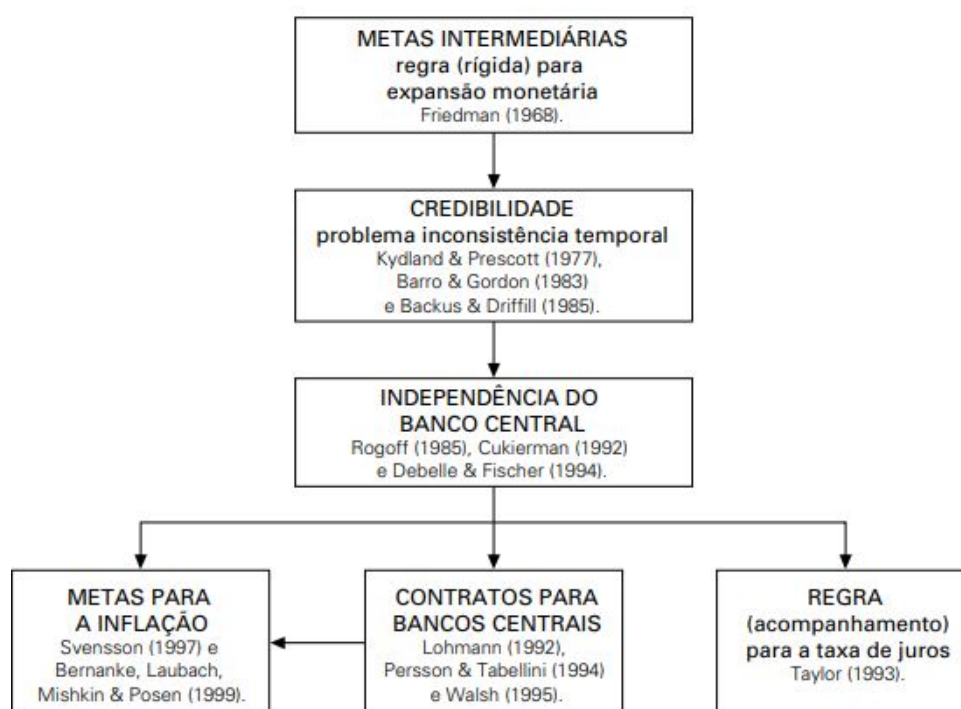 METAS INTERMEDIÁRIAS
regra (rígida) para
expansão monetária
Friedman (1968).
CREDIBILIDADE
problema inconsistência temporal
Kydland & Prescott (1977),
Barro & Gordon (1983)
e Backus & Driffill (1985).
INDEPENDÊNCIA DO
BANCO CENTRAL
Rogoff (1985), Cukierman (1992)
e Debelle & Fischer (1994).
METAS PARA
A INFLAÇÃO
Svensson (1997) e
Bernanke, Laubach,
Mishkin & Posen (1999).
CONTRATOS PARA
BANCOS CENTRAIS
Lohmann (1992),
Persson & Tabellini (1994)
e Walsh (1995).
REGRA
(acompanhamento)
para a taxa de juros
Taylor (1993).